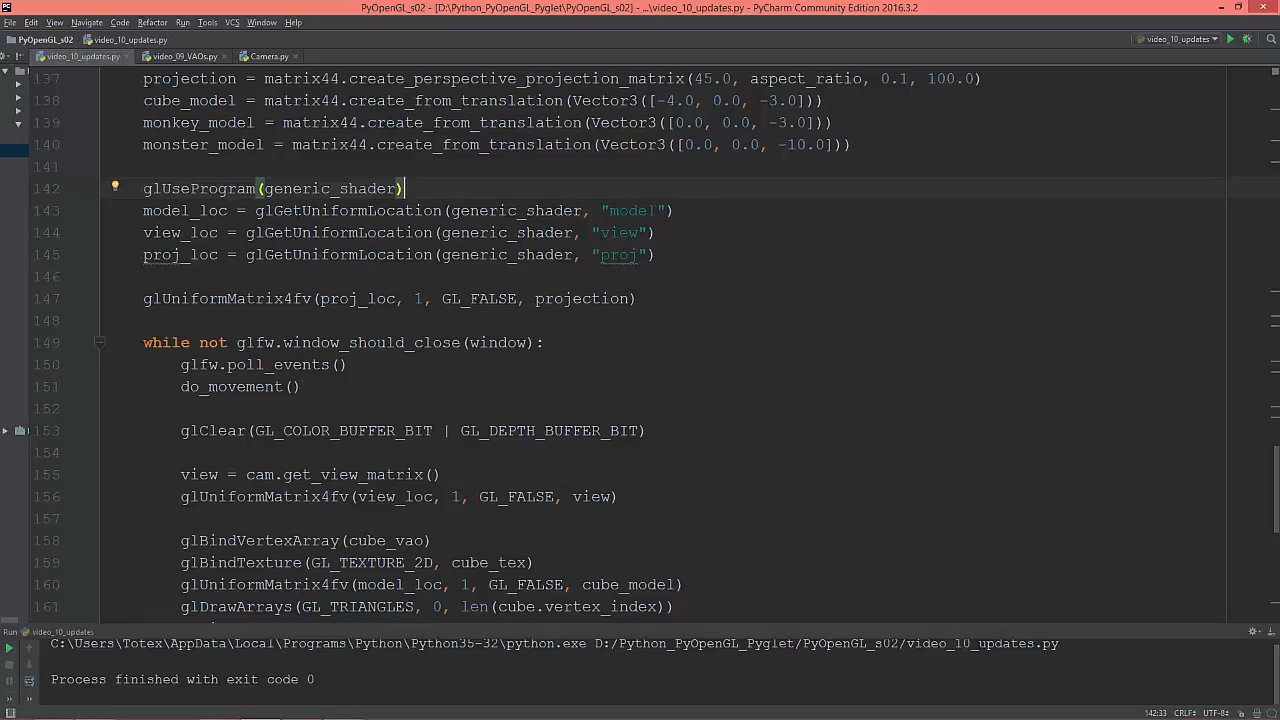 PyOpenGL_s02 - [D:\Python_PyOpenGL_Pyglet\PyOpenGL_s02] - ...\video_10_updates.py - PyCharm Community Edition 2016.3.2
File Edit View Navigate Code Refactor Run Tools VCS Window Help
PyOpenGL_s02 video_10_updates.py video_10_updates
video_10_updates.py video_09_VAOs.py Camera.py
137 projection = matrix44.create_perspective_projection_matrix(45.0, aspect_ratio, 0.1, 100.0)
138 cube_model = matrix44.create_from_translation(Vector3([-4.0, 0.0, -3.0]))
139 monkey_model = matrix44.create_from_translation(Vector3([0.0, 0.0, -3.0]))
140 monster_model = matrix44.create_from_translation(Vector3([0.0, 0.0, -10.0]))
141
142 glUseProgram(generic_shader)
143 model_loc = glGetUniformLocation(generic_shader, "model")
144 view_loc = glGetUniformLocation(generic_shader, "view")
145 proj_loc = glGetUniformLocation(generic_shader, "proj")
146
147 glUniformMatrix4fv(proj_loc, 1, GL_FALSE, projection)
148
149 while not glfw.window_should_close(window):
150 glfw.poll_events()
151 do_movement()
152
153 glClear(GL_COLOR_BUFFER_BIT | GL_DEPTH_BUFFER_BIT)
154
155 view = cam.get_view_matrix()
156 glUniformMatrix4fv(view_loc, 1, GL_FALSE, view)
157
158 glBindVertexArray(cube_vao)
159 glBindTexture(GL_TEXTURE_2D, cube_tex)
160 glUniformMatrix4fv(model_loc, 1, GL_FALSE, cube_model)
161 glDrawArrays(GL_TRIANGLES, 0, len(cube.vertex_index))
Run video_10_updates
C:\Users\Totex\AppData\Local\Programs\Python\Python35-32\python.exe D:/Python_PyOpenGL_Pyglet/PyOpenGL_s02/video_10_updates.py
Process finished with exit code 0
142:33 CRLF÷ UTF-8÷